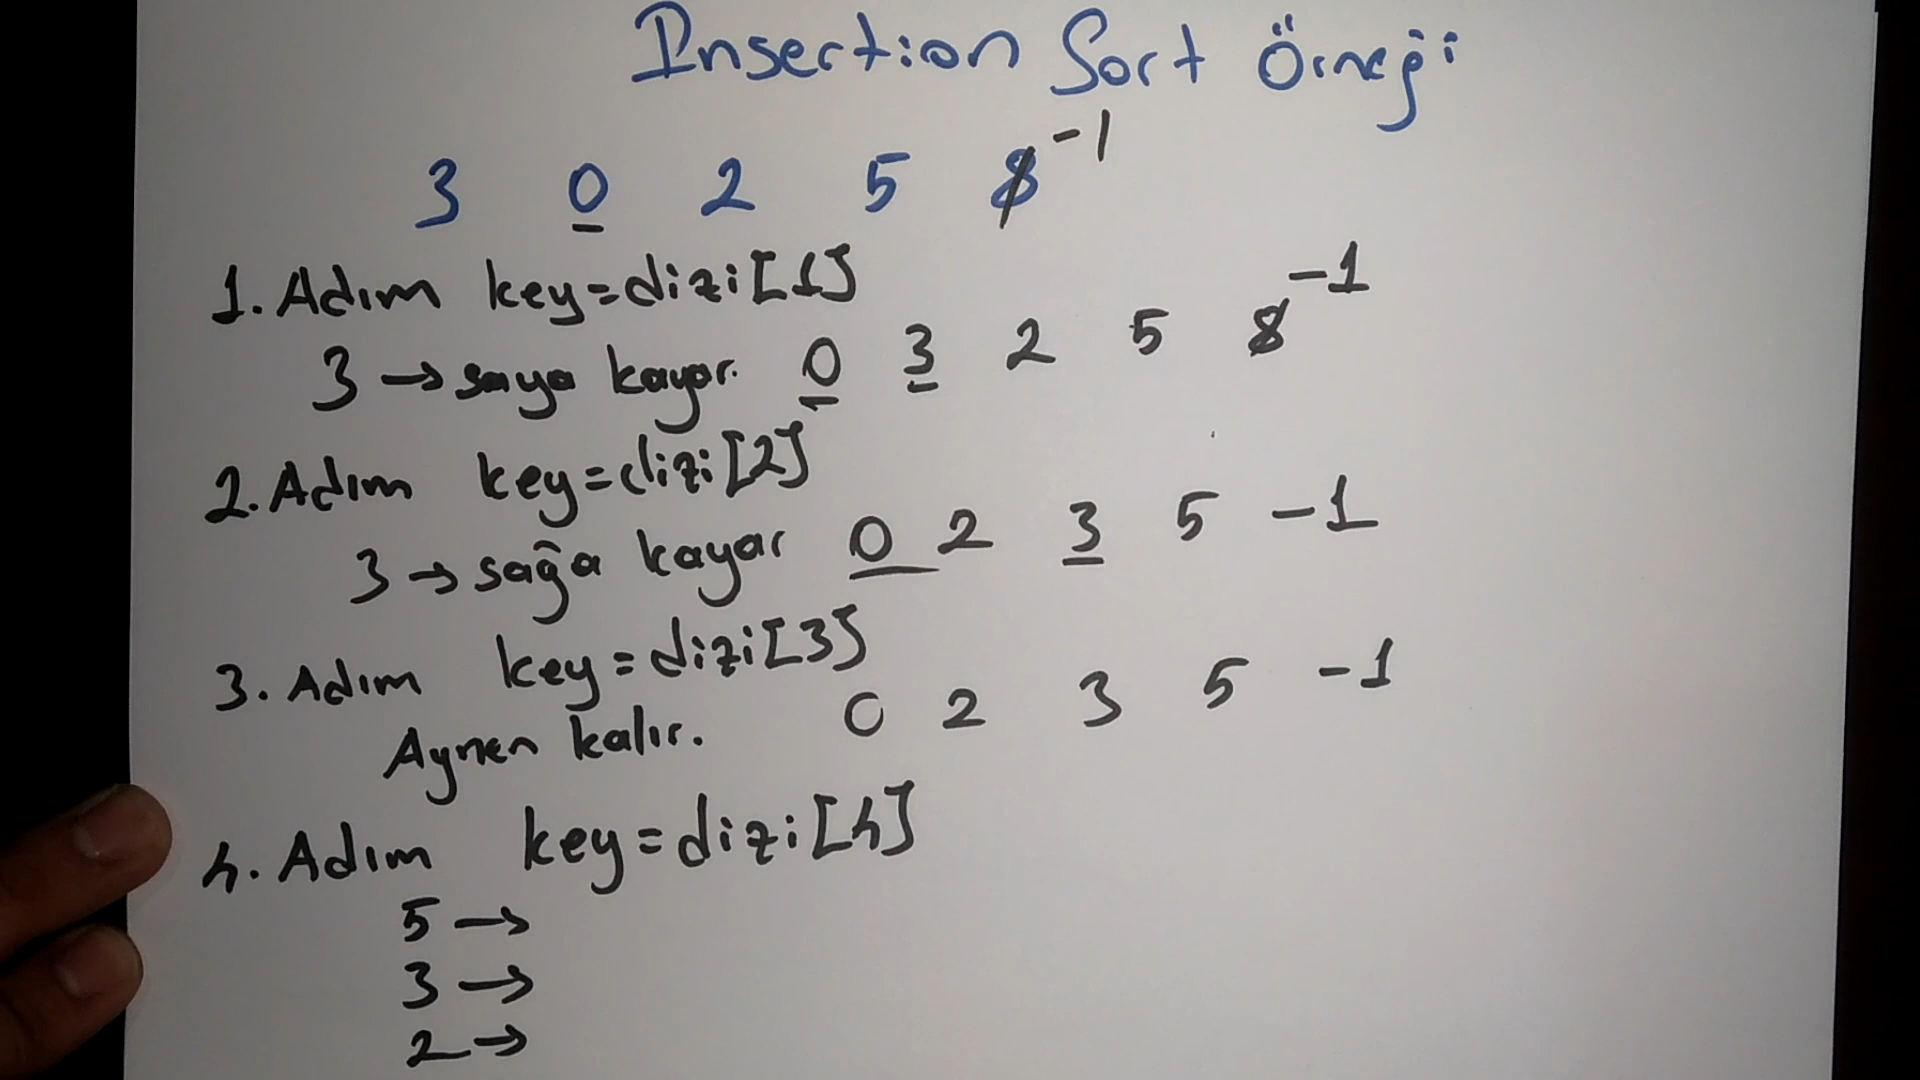 Insertion Sort Örneği
3 0 2 5 8 -1
1. Adım key=dizi[1]
3 → saya kayar. 0 3 2 5 8 -1
2. Adım key=dizi[2]
3 → sağa kayar 0 2 3 5 -1
3. Adım key=dizi[3]
Aynen kalır. 0 2 3 5 -1
4. Adım key=dizi[4]
5 →
3 →
2 →